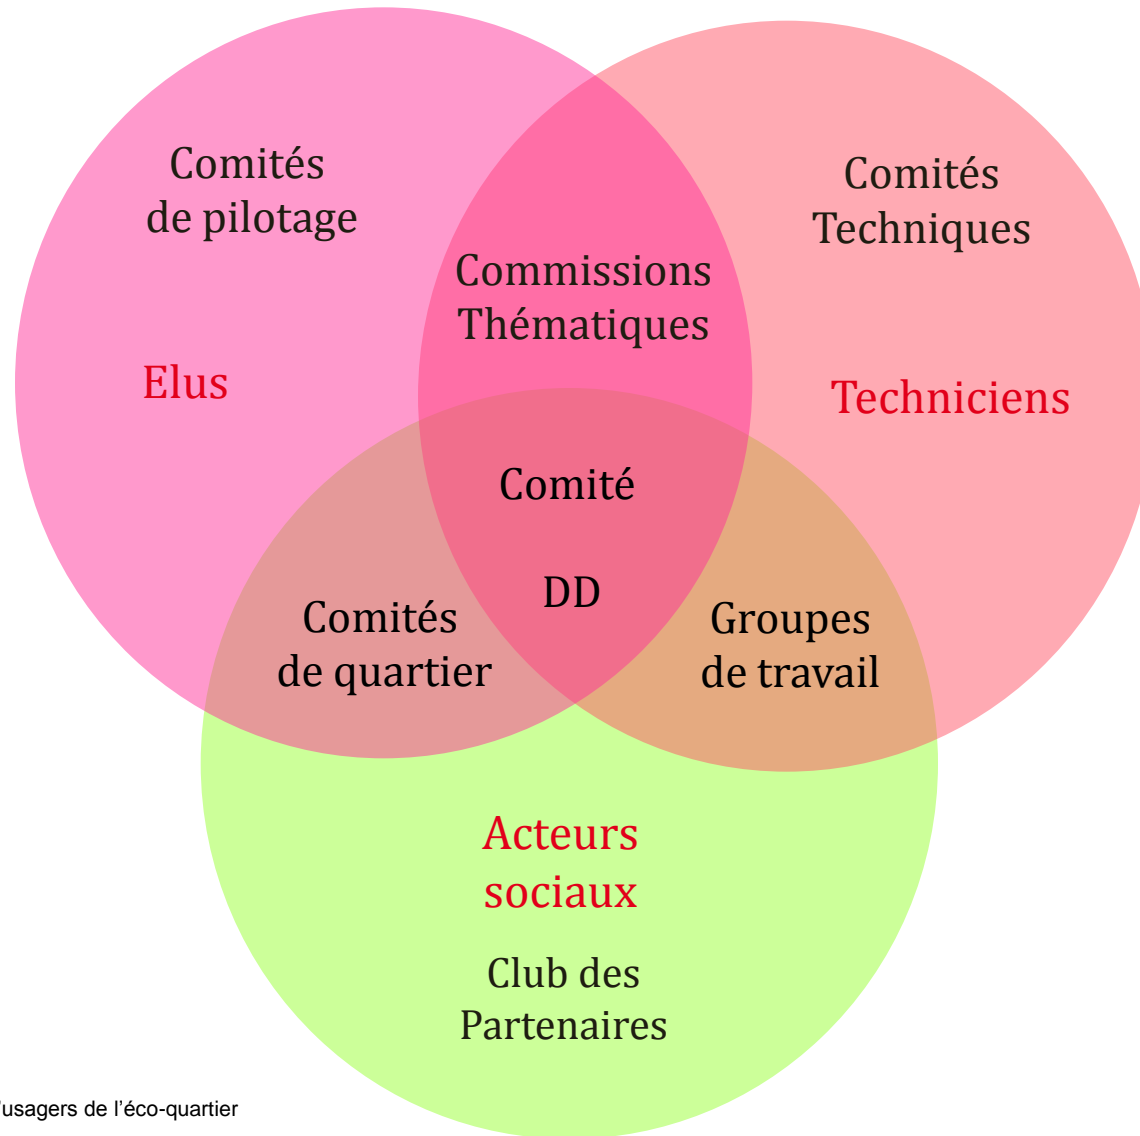 Comités
de pilotage
Comités
Techniques
Commissions
Thématiques
Elus
Techniciens
Comité
DD
Comités
de quartier
Groupes
de travail
Acteurs
sociaux
Club des
Partenaires
'usagers de l’éco-quartier